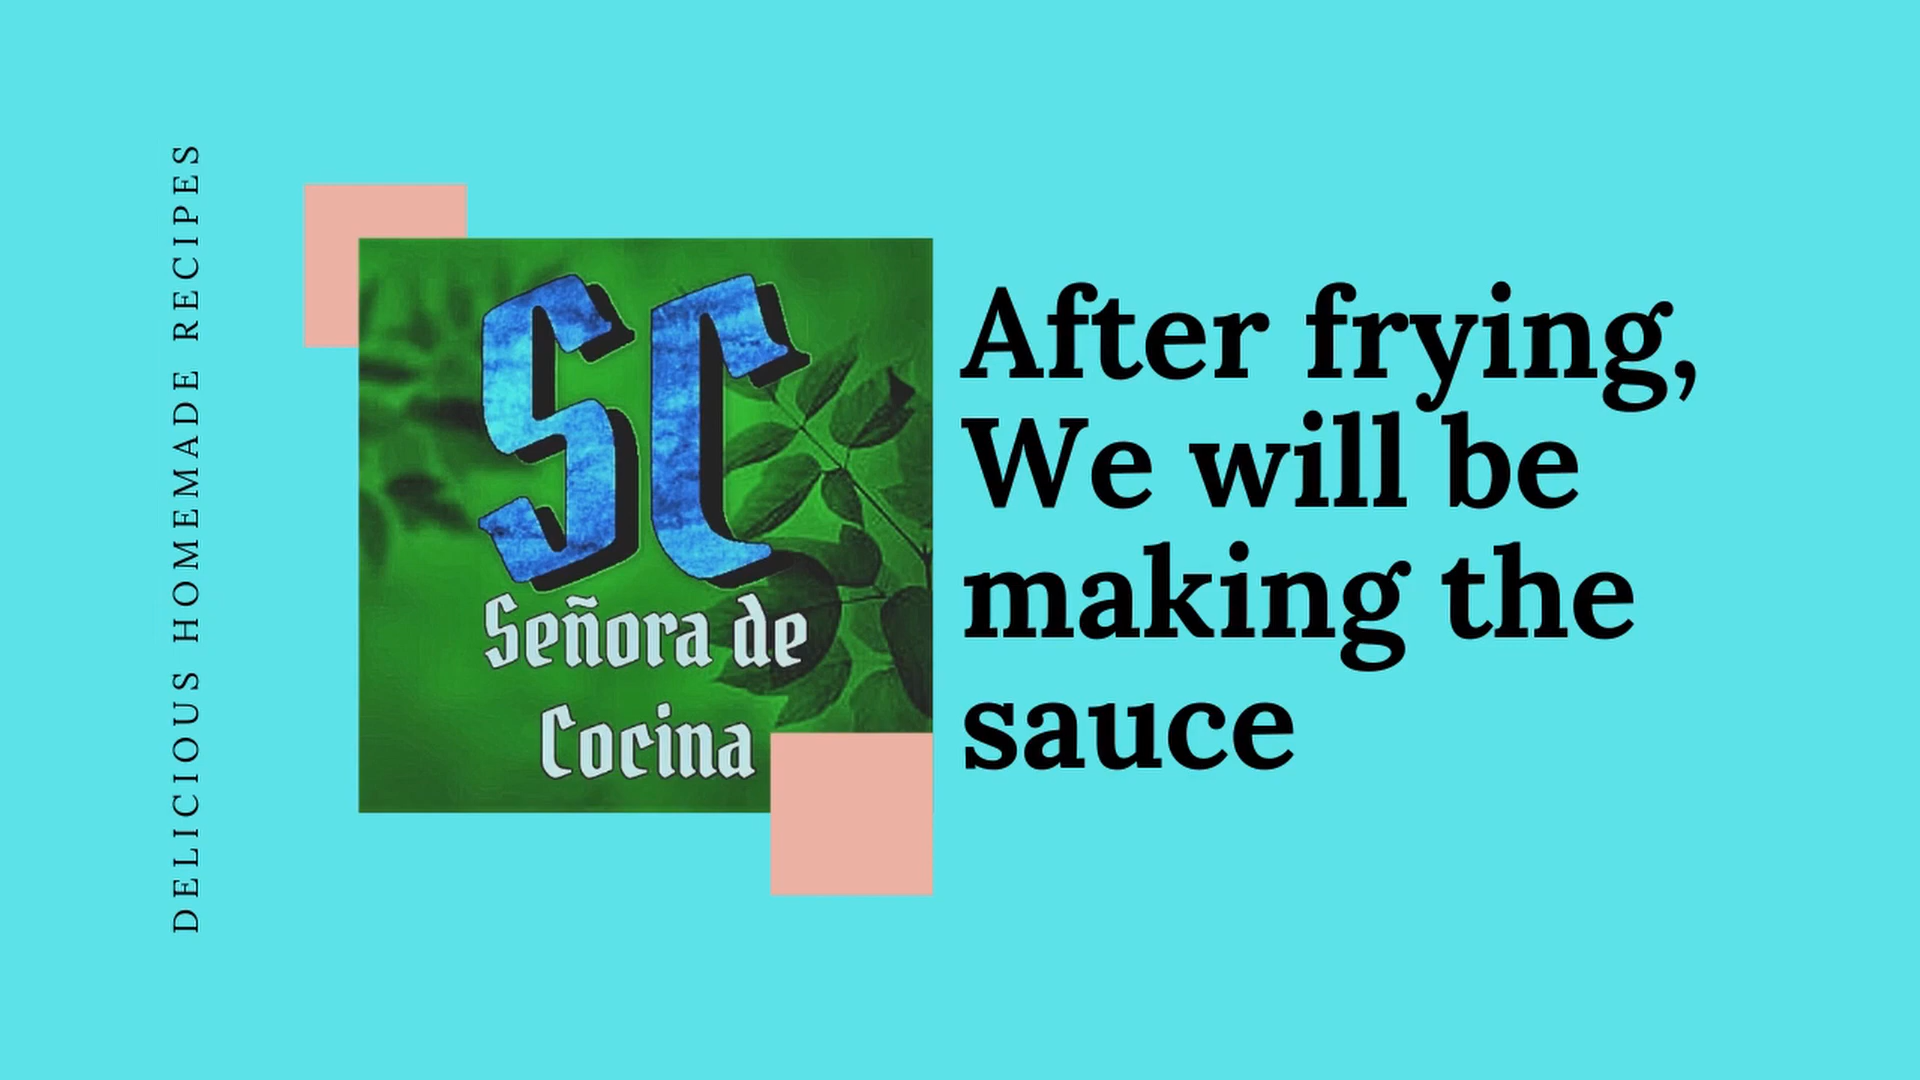 DELICIOUS HOMEMADE RECIPES
SC
Señora de
Cocina
After frying,
We will be
making the
sauce